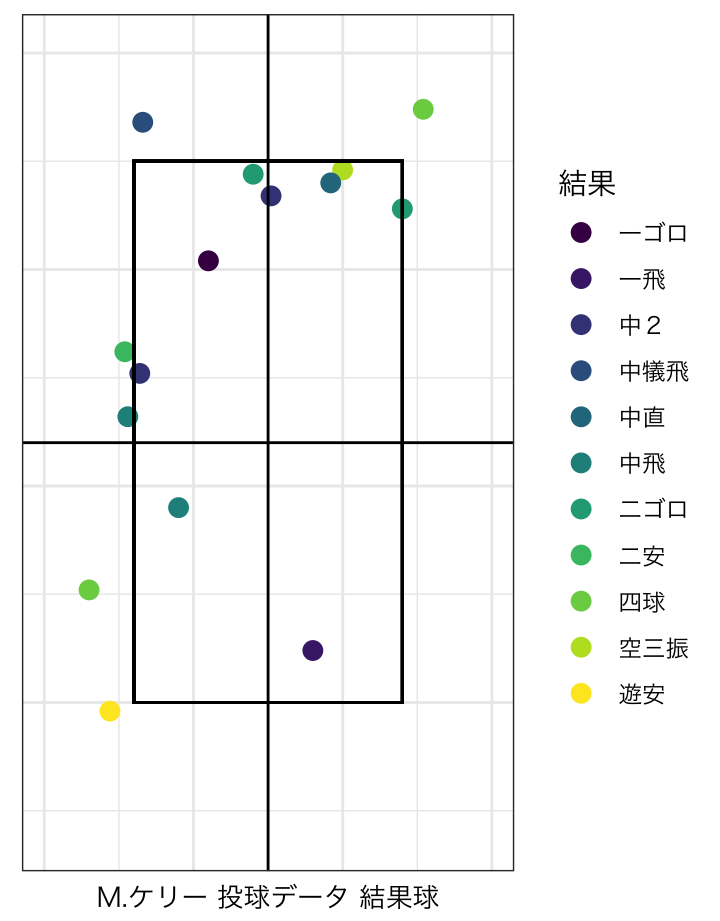 結果
一ゴロ
一飛
中２
中犠飛
中直
中飛
二ゴロ
二安
四球
空三振
遊安
M.ケリー 投球データ 結果球